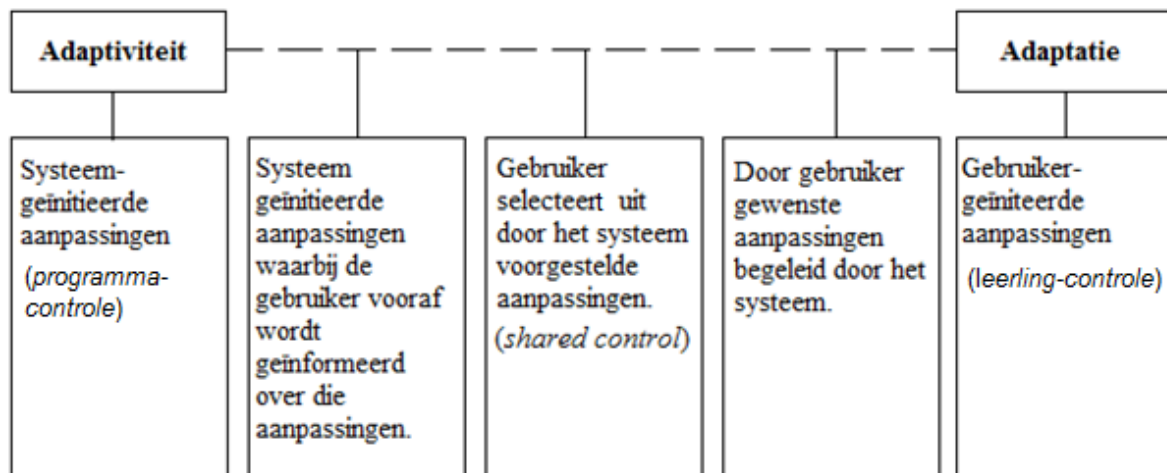 Adaptiviteit
Adaptatie
Systeem-
geïnitieerde
aanpassingen
(programma-
controle)
Systeem
geïnitieerde
aanpassingen
waarbij de
gebruiker vooraf
wordt
geïnformeerd
over die
aanpassingen.
Gebruiker
selecteert uit
door het systeem
voorgestelde
aanpassingen.
(shared control)
Door gebruiker
gewenste
aanpassingen
begeleid door het
systeem.
Gebruiker-
geïniteerde
aanpassingen
(leerling-controle)